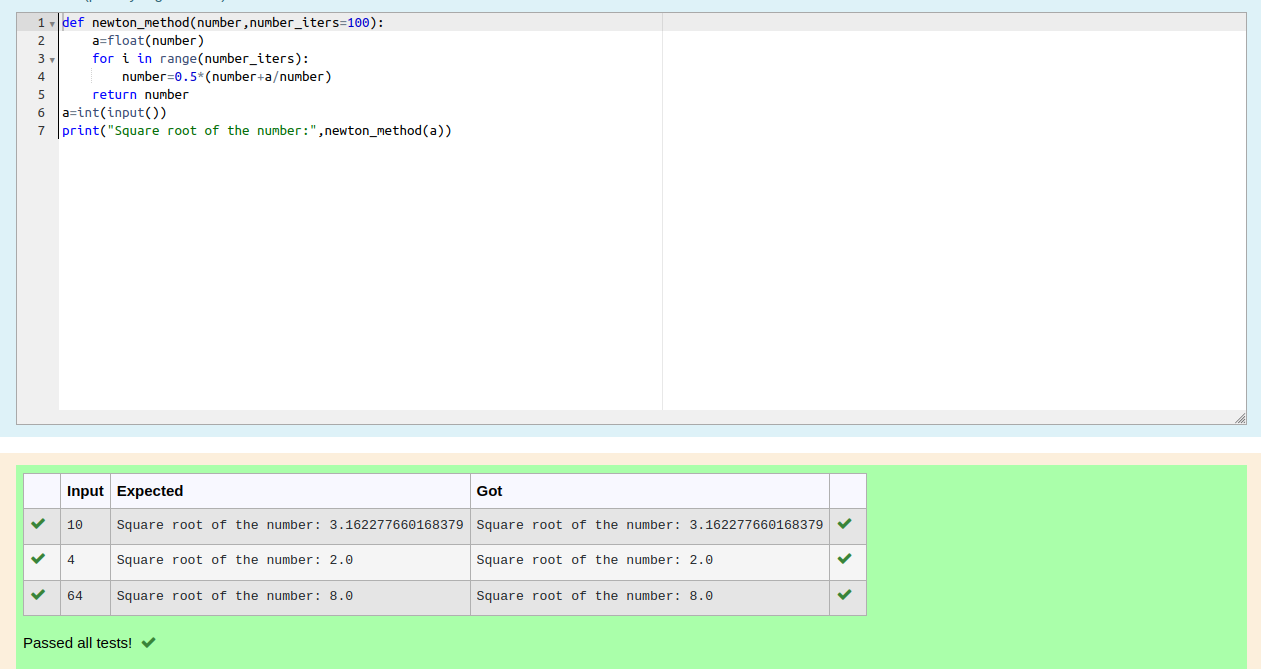 1 def newton_method(number,number_iters=100):
2 a=float(number)
3 for i in range(number_iters):
4 number=0.5*(number+a/number)
5 return number
6 a=int(input())
7 print("Square root of the number:",newton_method(a))
Input Expected Got
10 Square root of the number: 3.162277660168379 Square root of the number: 3.162277660168379
4 Square root of the number: 2.0 Square root of the number: 2.0
64 Square root of the number: 8.0 Square root of the number: 8.0
Passed all tests!